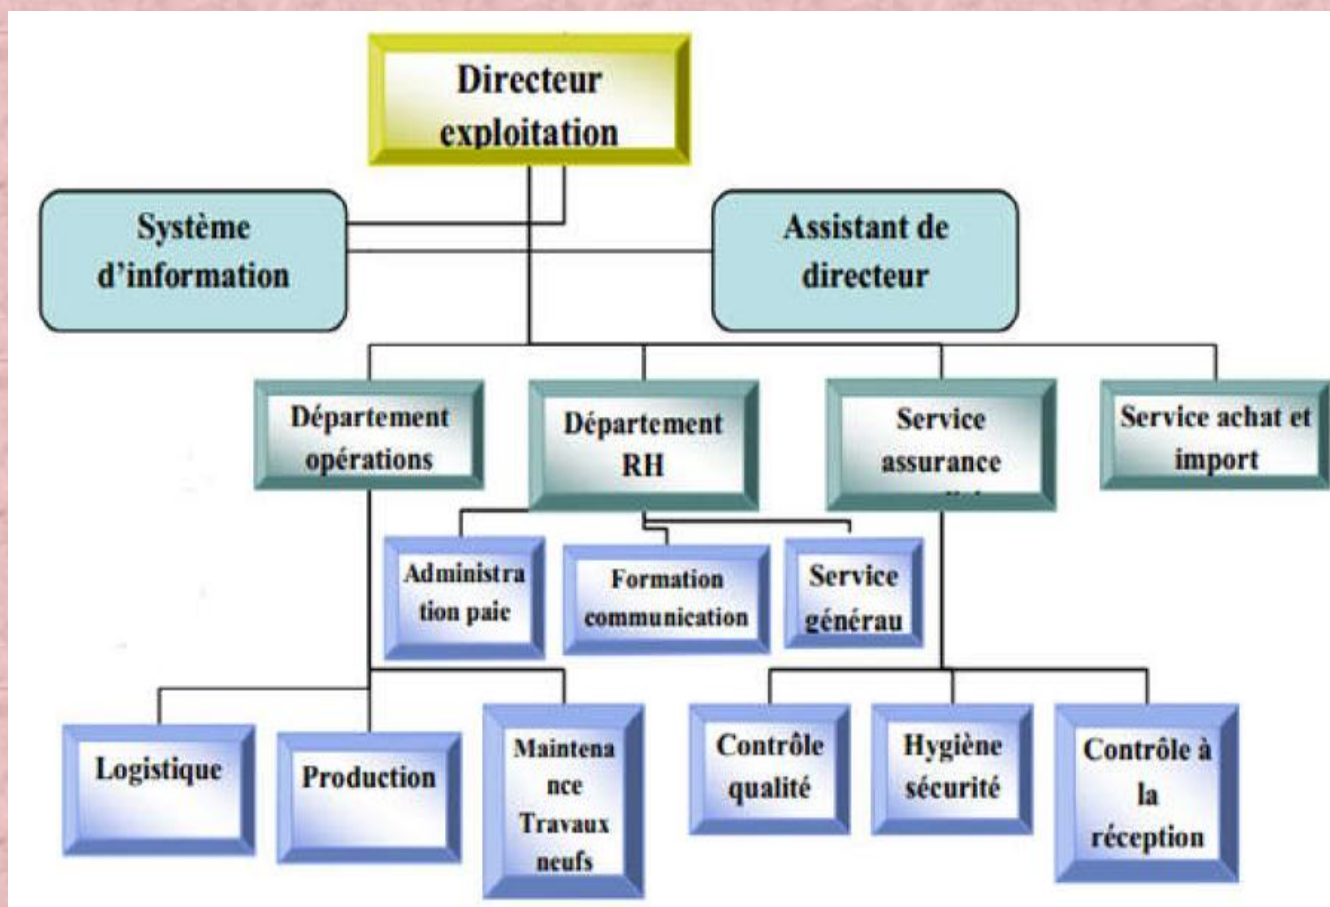 Directeur
exploitation
Système
d'information
Assistant de
directeur
Département
opérations
Département
RH
Service
assurance
Service achat et
import
Administra
tion paie
Formation
communication
Service
générau
Logistique
Production
Maintena
nce
Travaux
neufs
Contrôle
qualité
Hygiène
sécurité
Contrôle à
la
réception